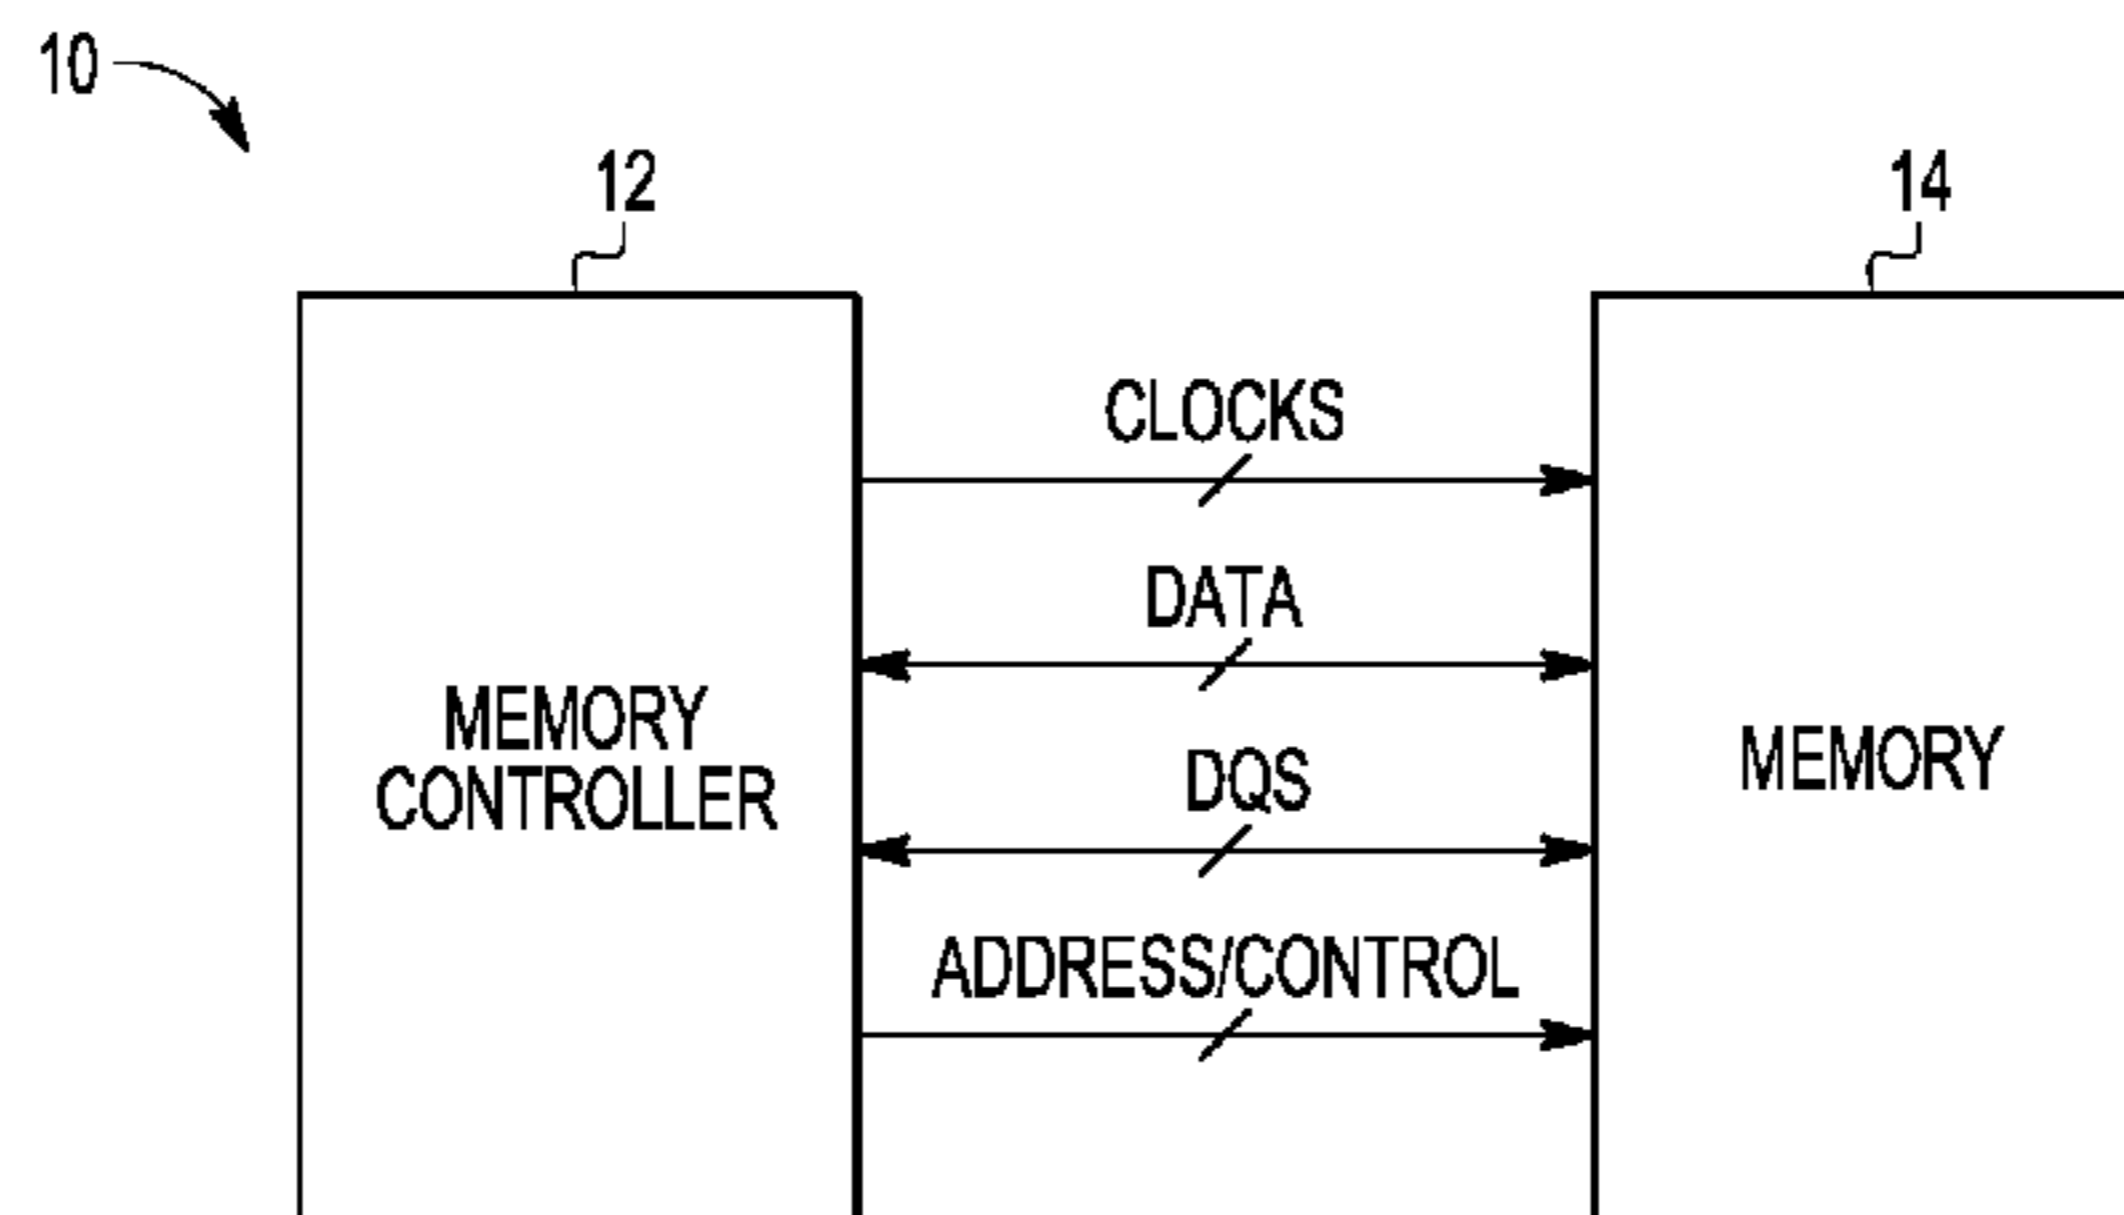 10
12
14
CLOCKS
DATA
MEMORY
CONTROLLER
DQS
MEMORY
ADDRESS/CONTROL